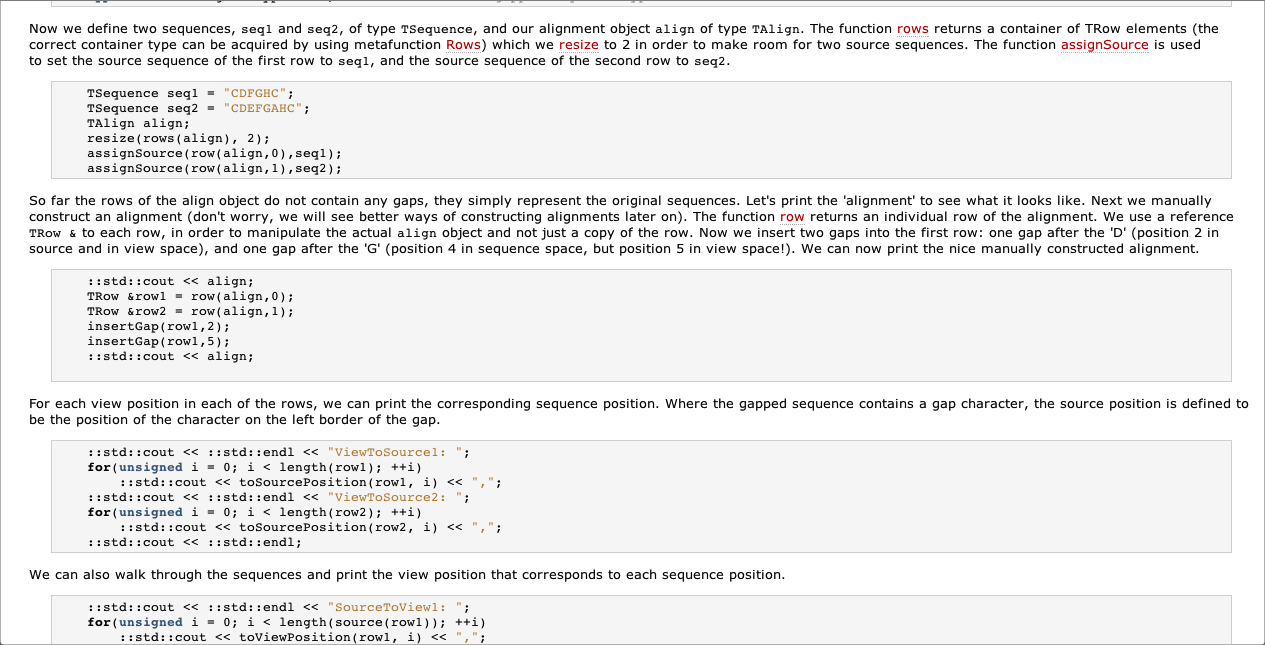 Now we define two sequences, seq1 and seq2, of type TSequence, and our alignment object align of type TAlign. The function rows returns a container of TRow elements (the
correct container type can be acquired by using metafunction Rows) which we resize to 2 in order to make room for two source sequences. The function assignSource is used
to set the source sequence of the first row to seq1, and the source sequence of the second row to seq2.
TSequence seq1 = "CDFGHC";
TSequence seq2 = "CDEFGAHC";
TAlign align;
resize(rows(align), 2);
assignSource(row(align,0),seq1);
assignSource(row(align,1),seq2);
So far the rows of the align object do not contain any gaps, they simply represent the original sequences. Let's print the 'alignment' to see what it looks like. Next we manually
construct an alignment (don't worry, we will see better ways of constructing alignments later on). The function row returns an individual row of the alignment. We use a reference
TRow & to each row, in order to manipulate the actual align object and not just a copy of the row. Now we insert two gaps into the first row: one gap after the 'D' (position 2 in
source and in view space), and one gap after the 'G' (position 4 in sequence space, but position 5 in view space!). We can now print the nice manually constructed alignment.
::std::cout << align;
TRow &row1 = row(align,0);
TRow &row2 = row(align,1);
insertGap(row1,2);
insertGap(row1,5);
::std::cout << align;
For each view position in each of the rows, we can print the corresponding sequence position. Where the gapped sequence contains a gap character, the source position is defined to
be the position of the character on the left border of the gap.
::std::cout << ::std::endl << "ViewToSource1: ";
for(unsigned i = 0; i < length(row1); ++i)
::std::cout << toSourcePosition(row1, i) << ",";
::std::cout << ::std::endl << "ViewToSource2: ";
for(unsigned i = 0; i < length(row2); ++i)
::std::cout << toSourcePosition(row2, i) << ",";
::std::cout << ::std::endl;
We can also walk through the sequences and print the view position that corresponds to each sequence position.
::std::cout << ::std::endl << "SourceToView1: ";
for(unsigned i = 0; i < length(source(row1)); ++i)
::std::cout << toViewPosition(row1, i) << ",";